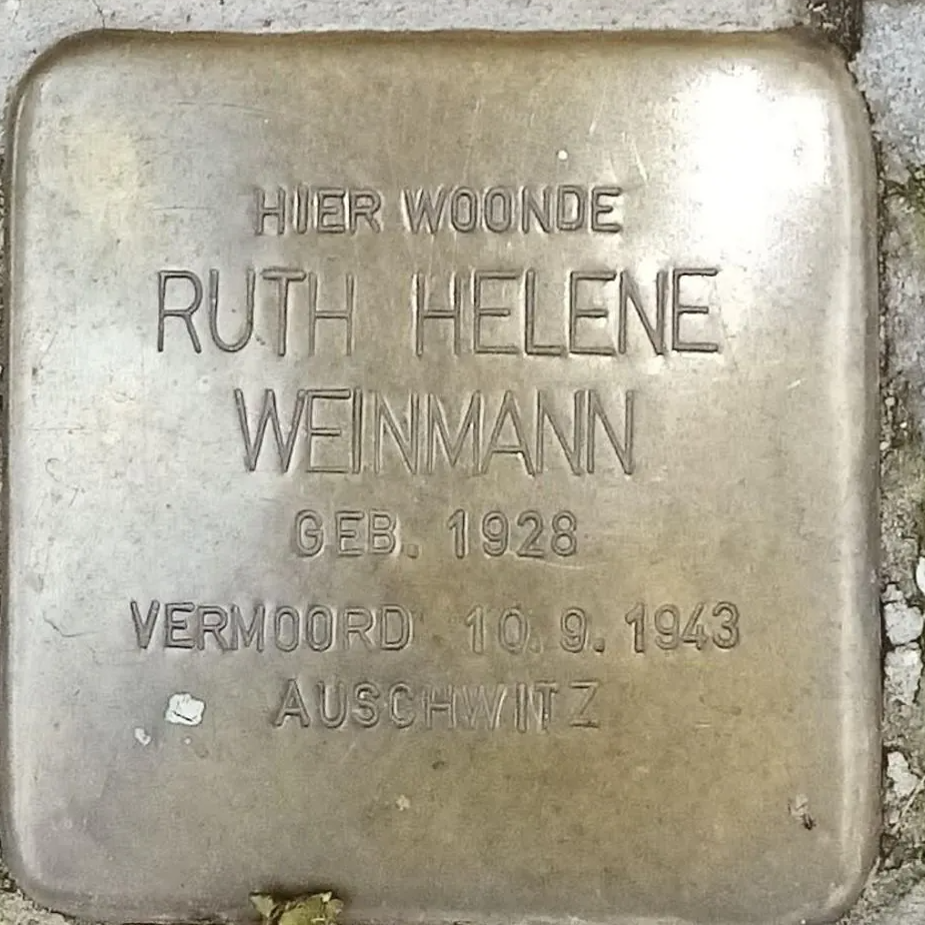 HIER WOONDE
RUTH HELENE
WEINMANN
GEB. 1928
VERMOORD 10.9.1943
AUSCHWITZ